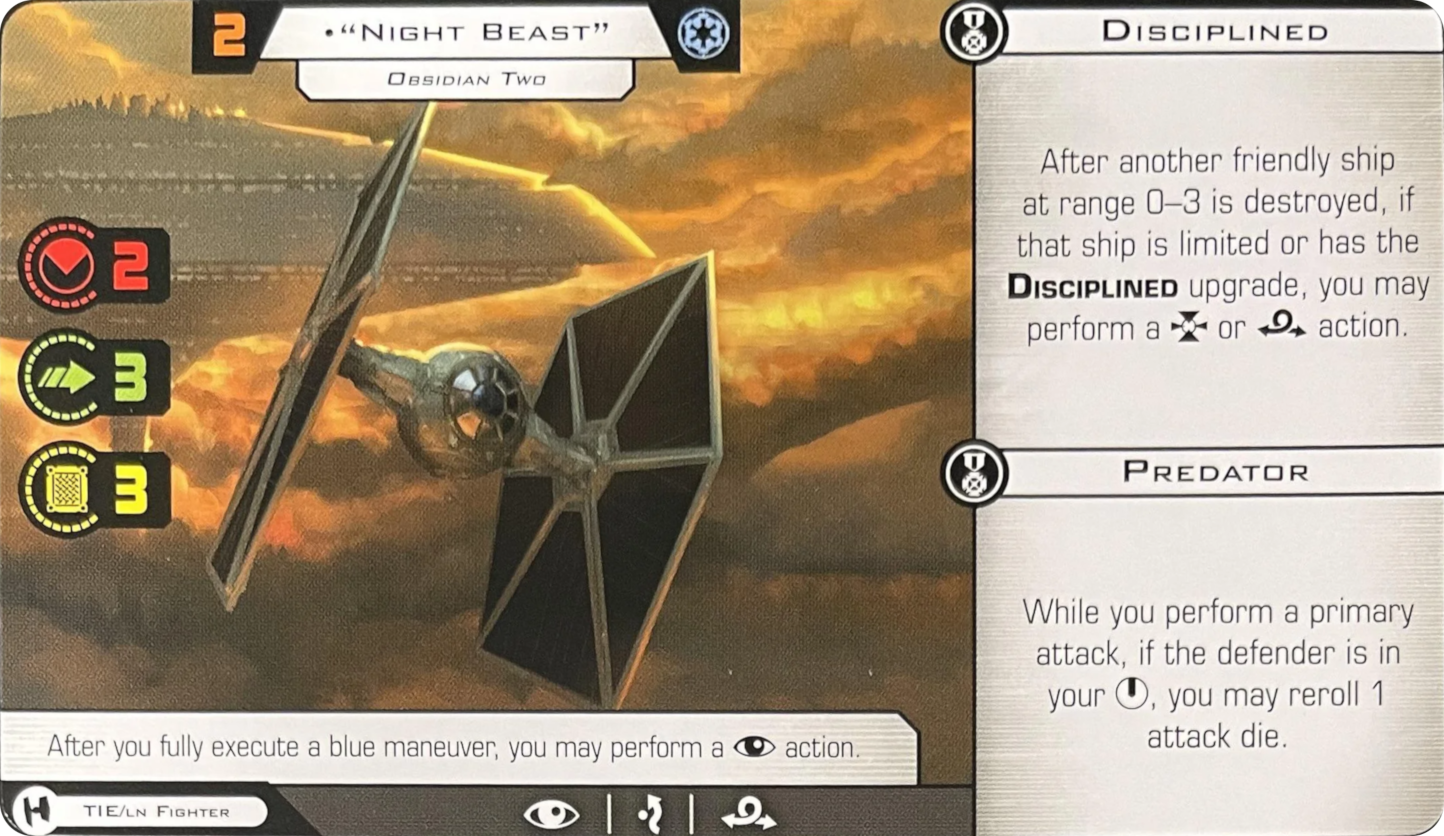 2
•“Night Beast”
Obsidian Two
2
3
3
After you fully execute a blue maneuver, you may perform a action.
TIE/ln Fighter
Disciplined
After another friendly ship
at range 0–3 is destroyed, if
that ship is limited or has the
Disciplined upgrade, you may
perform a or action.
Predator
While you perform a primary
attack, if the defender is in
your , you may reroll 1
attack die.